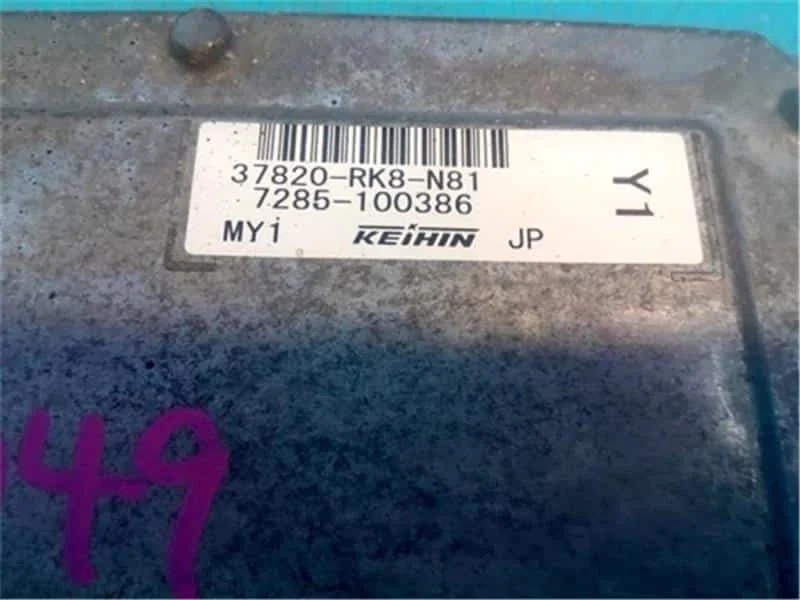 37820-RK8-N81
7285-100386
MY1 KEIHIN JP
Y1
49